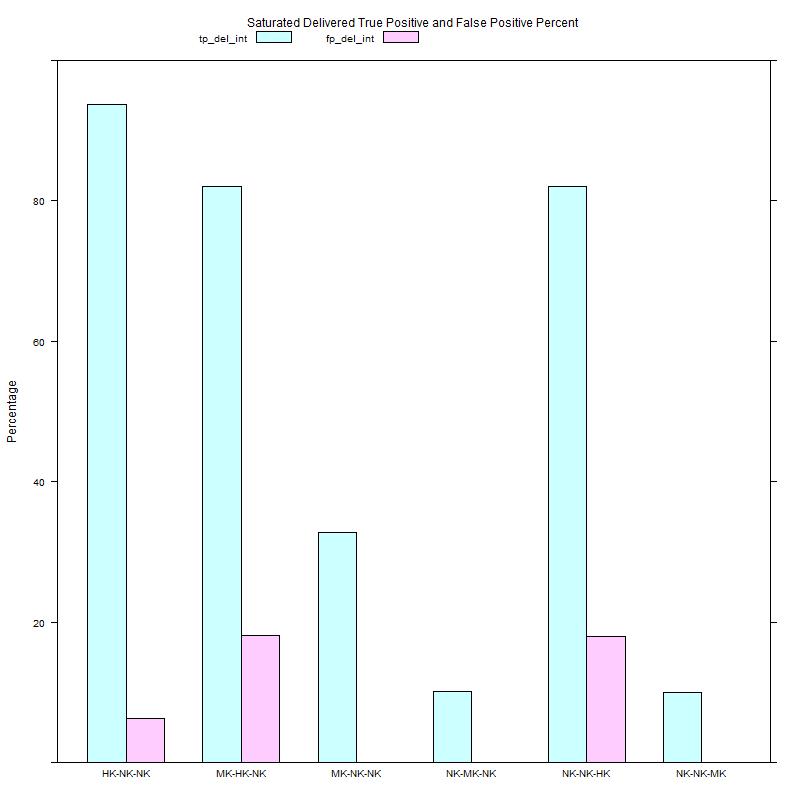 Saturated Delivered True Positive and False Positive Percent
tp_del_int fp_del_int
80
60
40
20
Percentage
HK-NK-NK MK-HK-NK MK-NK-NK NK-MK-NK NK-NK-HK NK-NK-MK